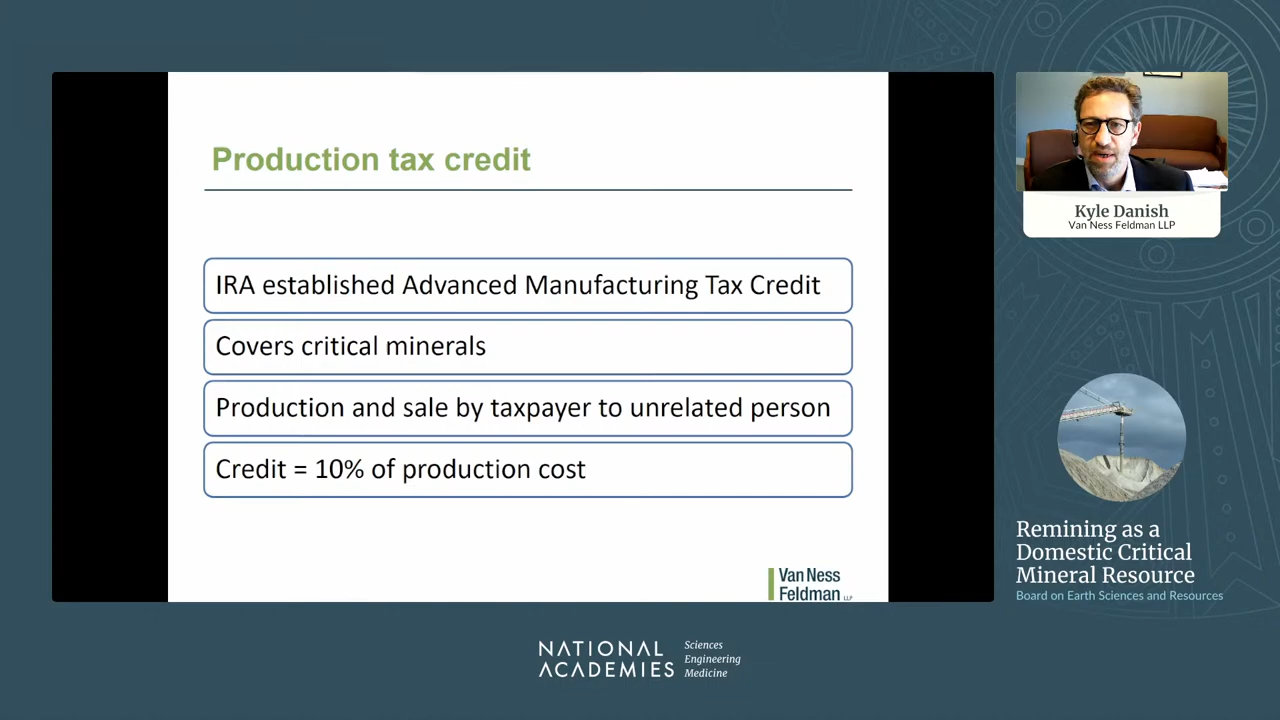 Production tax credit
IRA established Advanced Manufacturing Tax Credit
Covers critical minerals
Production and sale by taxpayer to unrelated person
Credit = 10% of production cost
Van Ness
Feldman LLP
Kyle Danish
Van Ness Feldman LLP
Remining as a
Domestic Critical
Mineral Resource
Board on Earth Sciences and Resources
NATIONAL
ACADEMIES
Sciences
Engineering
Medicine